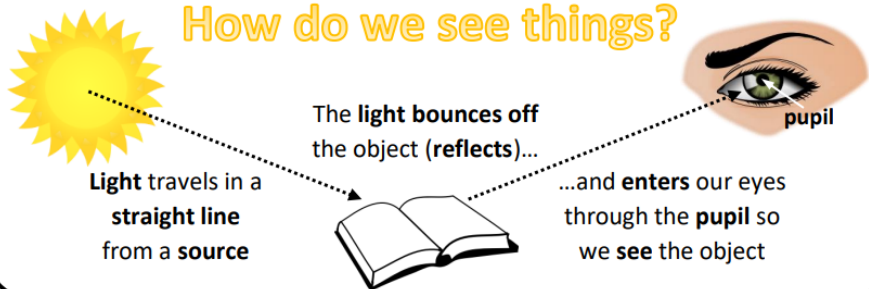 How do we see things?
The light bounces off
the object (reflects)...
pupil
Light travels in a
straight line
from a source
...and enters our eyes
through the pupil so
we see the object